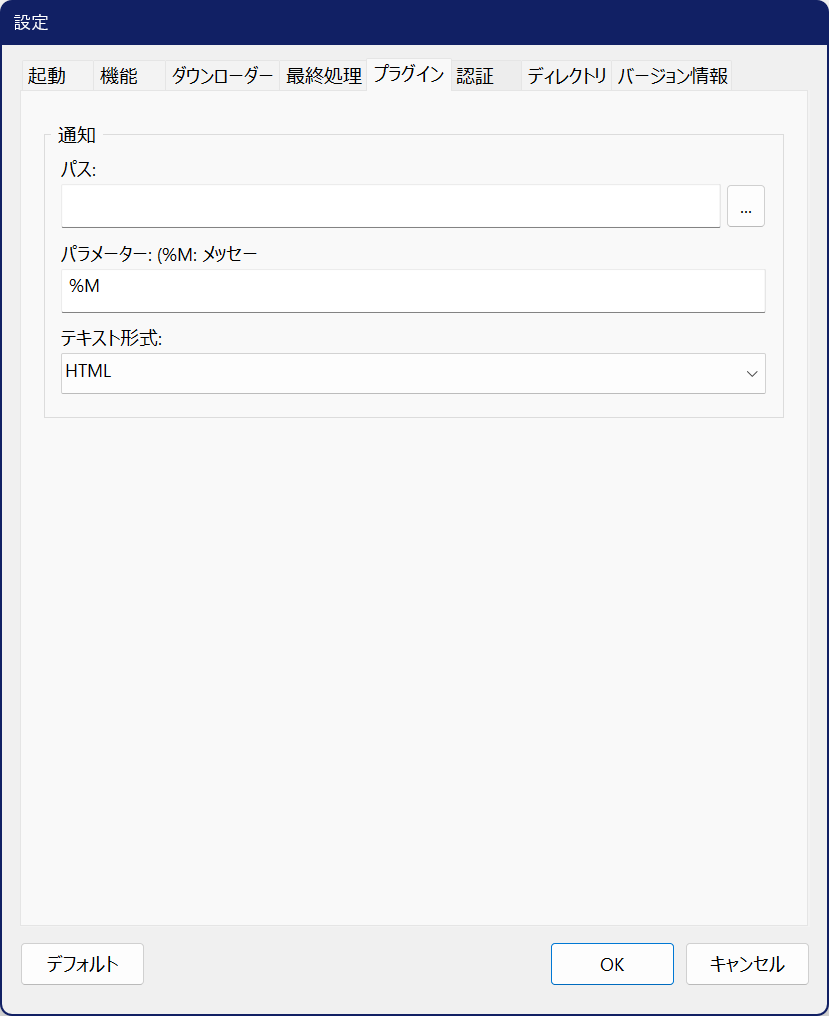 設定
起動 機能 ダウンローダー 最終処理 プラグイン 認証 ディレクトリ バージョン情報
通知
パス:
...
パラメーター: (%M: メッセー
%M
テキスト形式:
HTML
デフォルト OK キャンセル